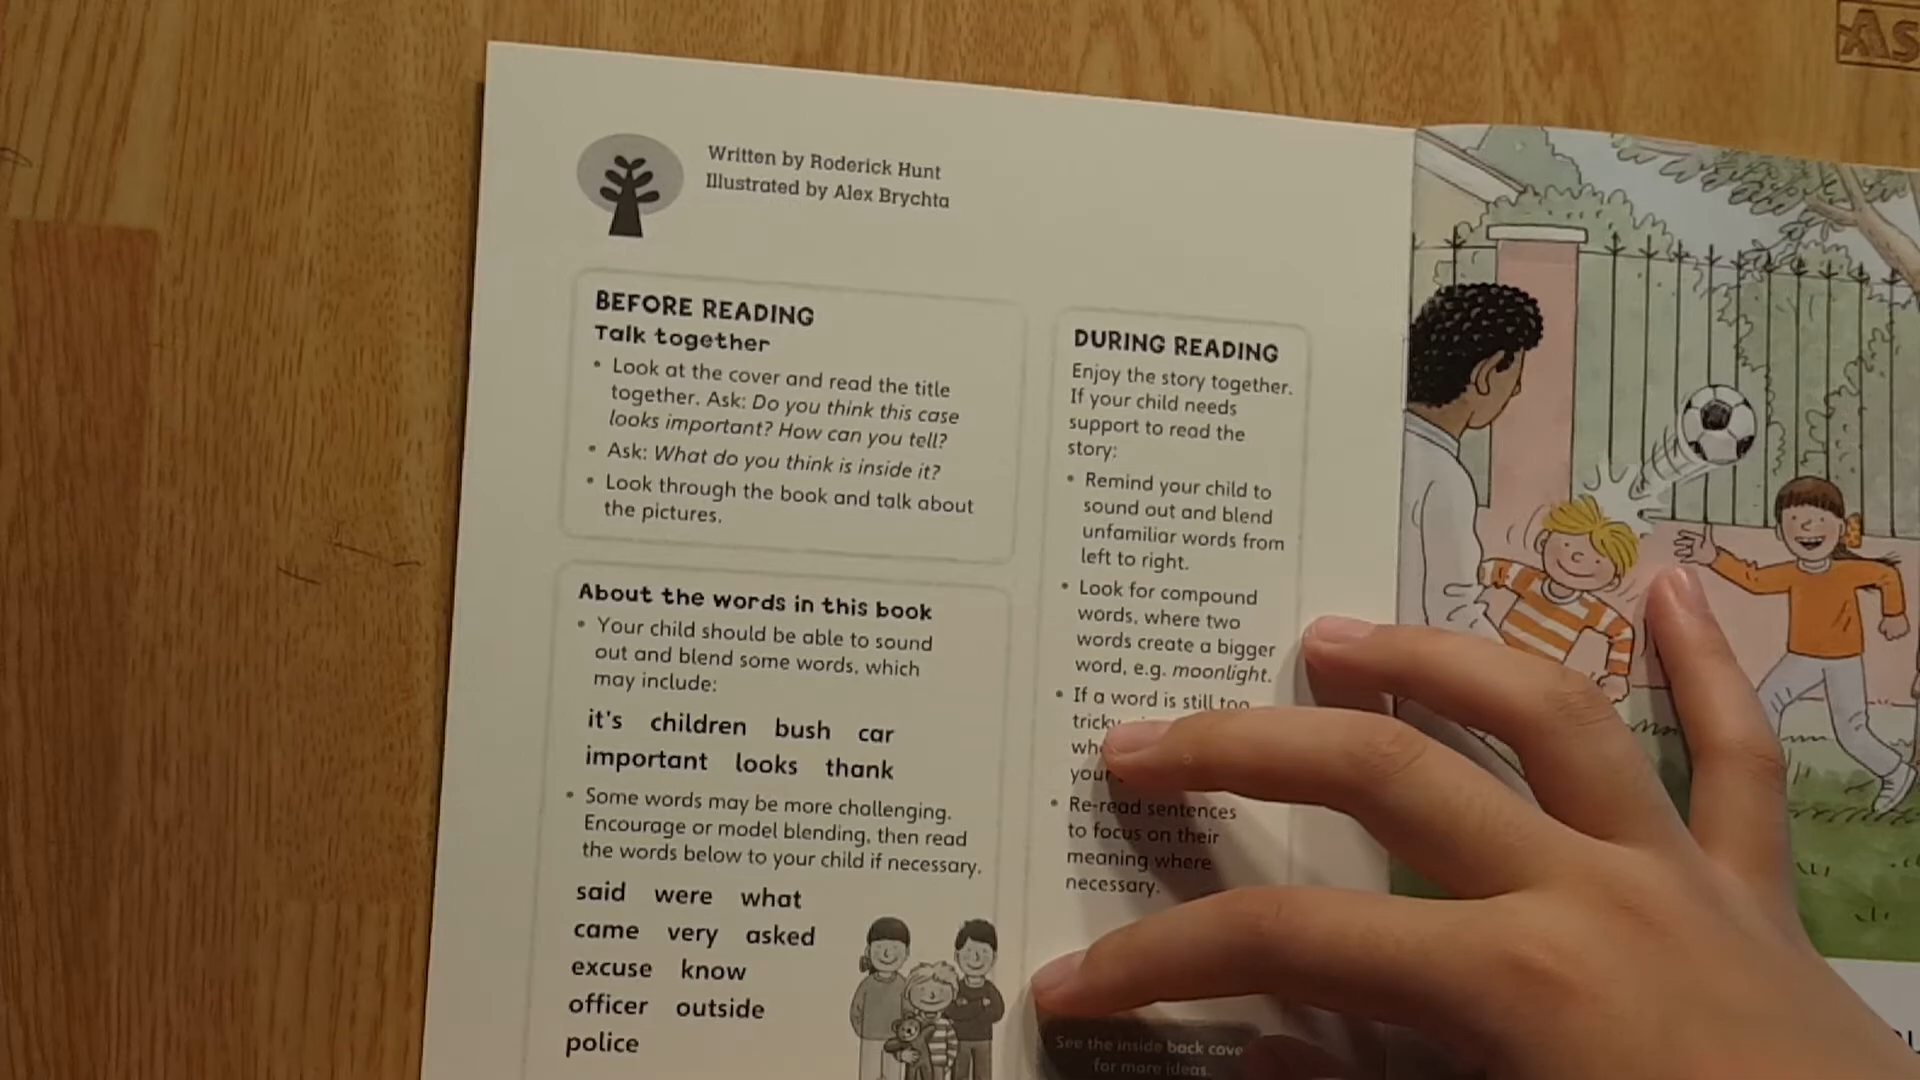 As
Written by Roderick Hunt
Illustrated by Alex Brychta
BEFORE READING
Talk together
• Look at the cover and read the title
together. Ask: Do you think this case
looks important? How can you tell?
• Ask: What do you think is inside it?
• Look through the book and talk about
the pictures.
About the words in this book
• Your child should be able to sound
out and blend some words, which
may include:
it's children bush car
important looks thank
• Some words may be more challenging.
Encourage or model blending, then read
the words below to your child if necessary.
said were what
came very asked
excuse know
officer outside
police
DURING READING
Enjoy the story together.
If your child needs
support to read the
story:
• Remind your child to
sound out and blend
unfamiliar words from
left to right.
• Look for compound
words, where two
words create a bigger
word, e.g. moonlight.
• If a word is still too
tricky
your
• Re-read sentences
to focus on their
meaning where
necessary.
See the inside back cove
for more ideas.